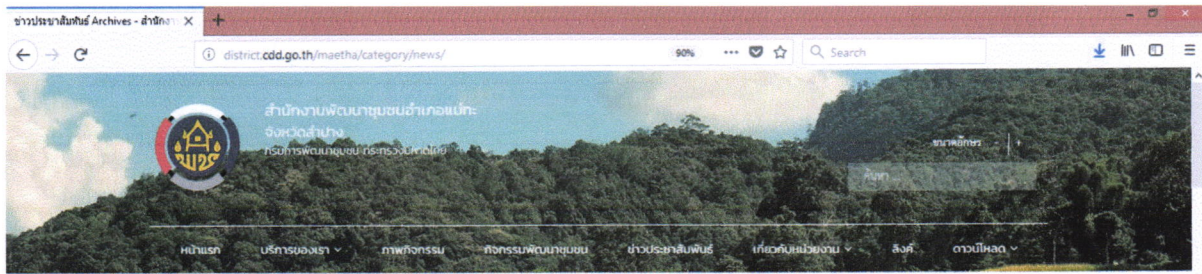 ข่าวประชาสัมพันธ์ Archives - สำนักงา
district.cdd.go.th/maetha/category/news/
90%
Search
สำนักงานพัฒนาชุมชนอำเภอแม่ทะ
จังหวัดลำปาง
กรมการพัฒนาชุมชน กระทรวงมหาดไทย
ขนาดอักษร
ค้นหา ...
หน้าแรก บริการของเรา ภาพกิจกรรม กิจกรรมพัฒนาชุมชน ข่าวประชาสัมพันธ์ เกี่ยวกับหน่วยงาน ลิงค์ ดาวน์โหลด